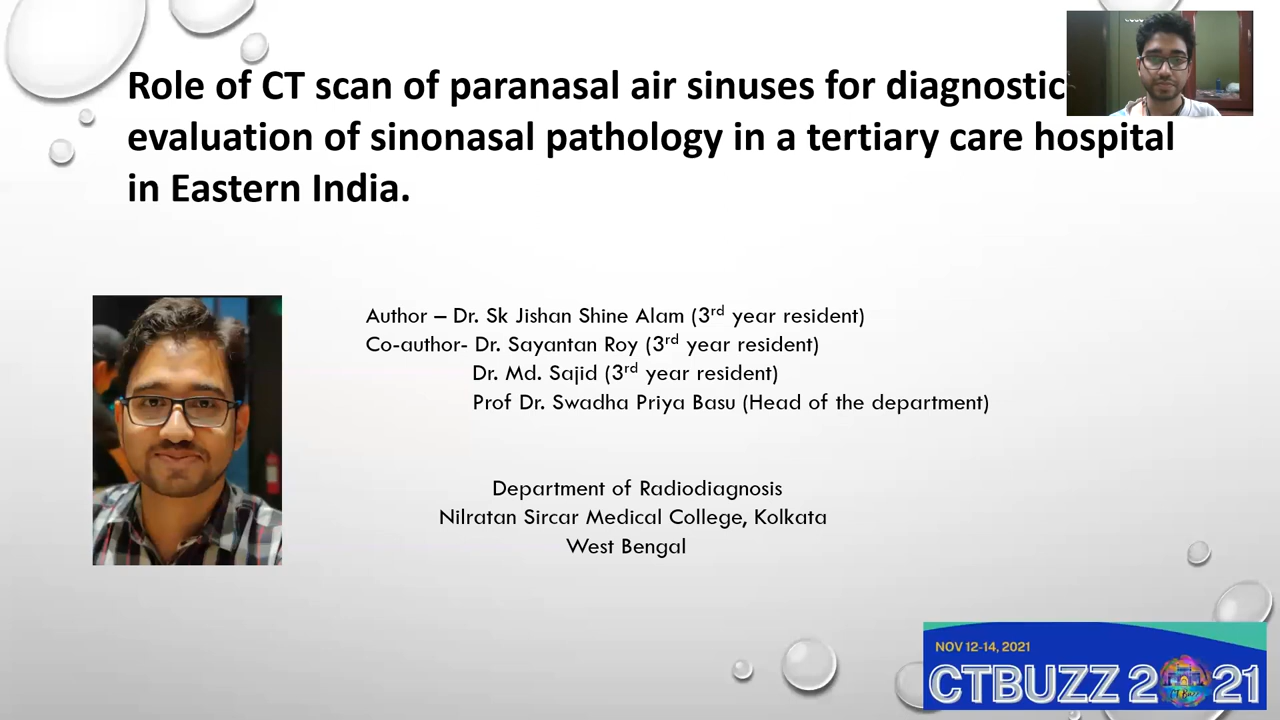 Role of CT scan of paranasal air sinuses for diagnostic
evaluation of sinonasal pathology in a tertiary care hospital
in Eastern India.
Author – Dr. Sk Jishan Shine Alam (3rd year resident)
Co-author- Dr. Sayantan Roy (3rd year resident)
Dr. Md. Sajid (3rd year resident)
Prof Dr. Swadha Priya Basu (Head of the department)
Department of Radiodiagnosis
Nilratan Sircar Medical College, Kolkata
West Bengal
NOV 12-14, 2021
CTBUZZ 2021
CT Buzz